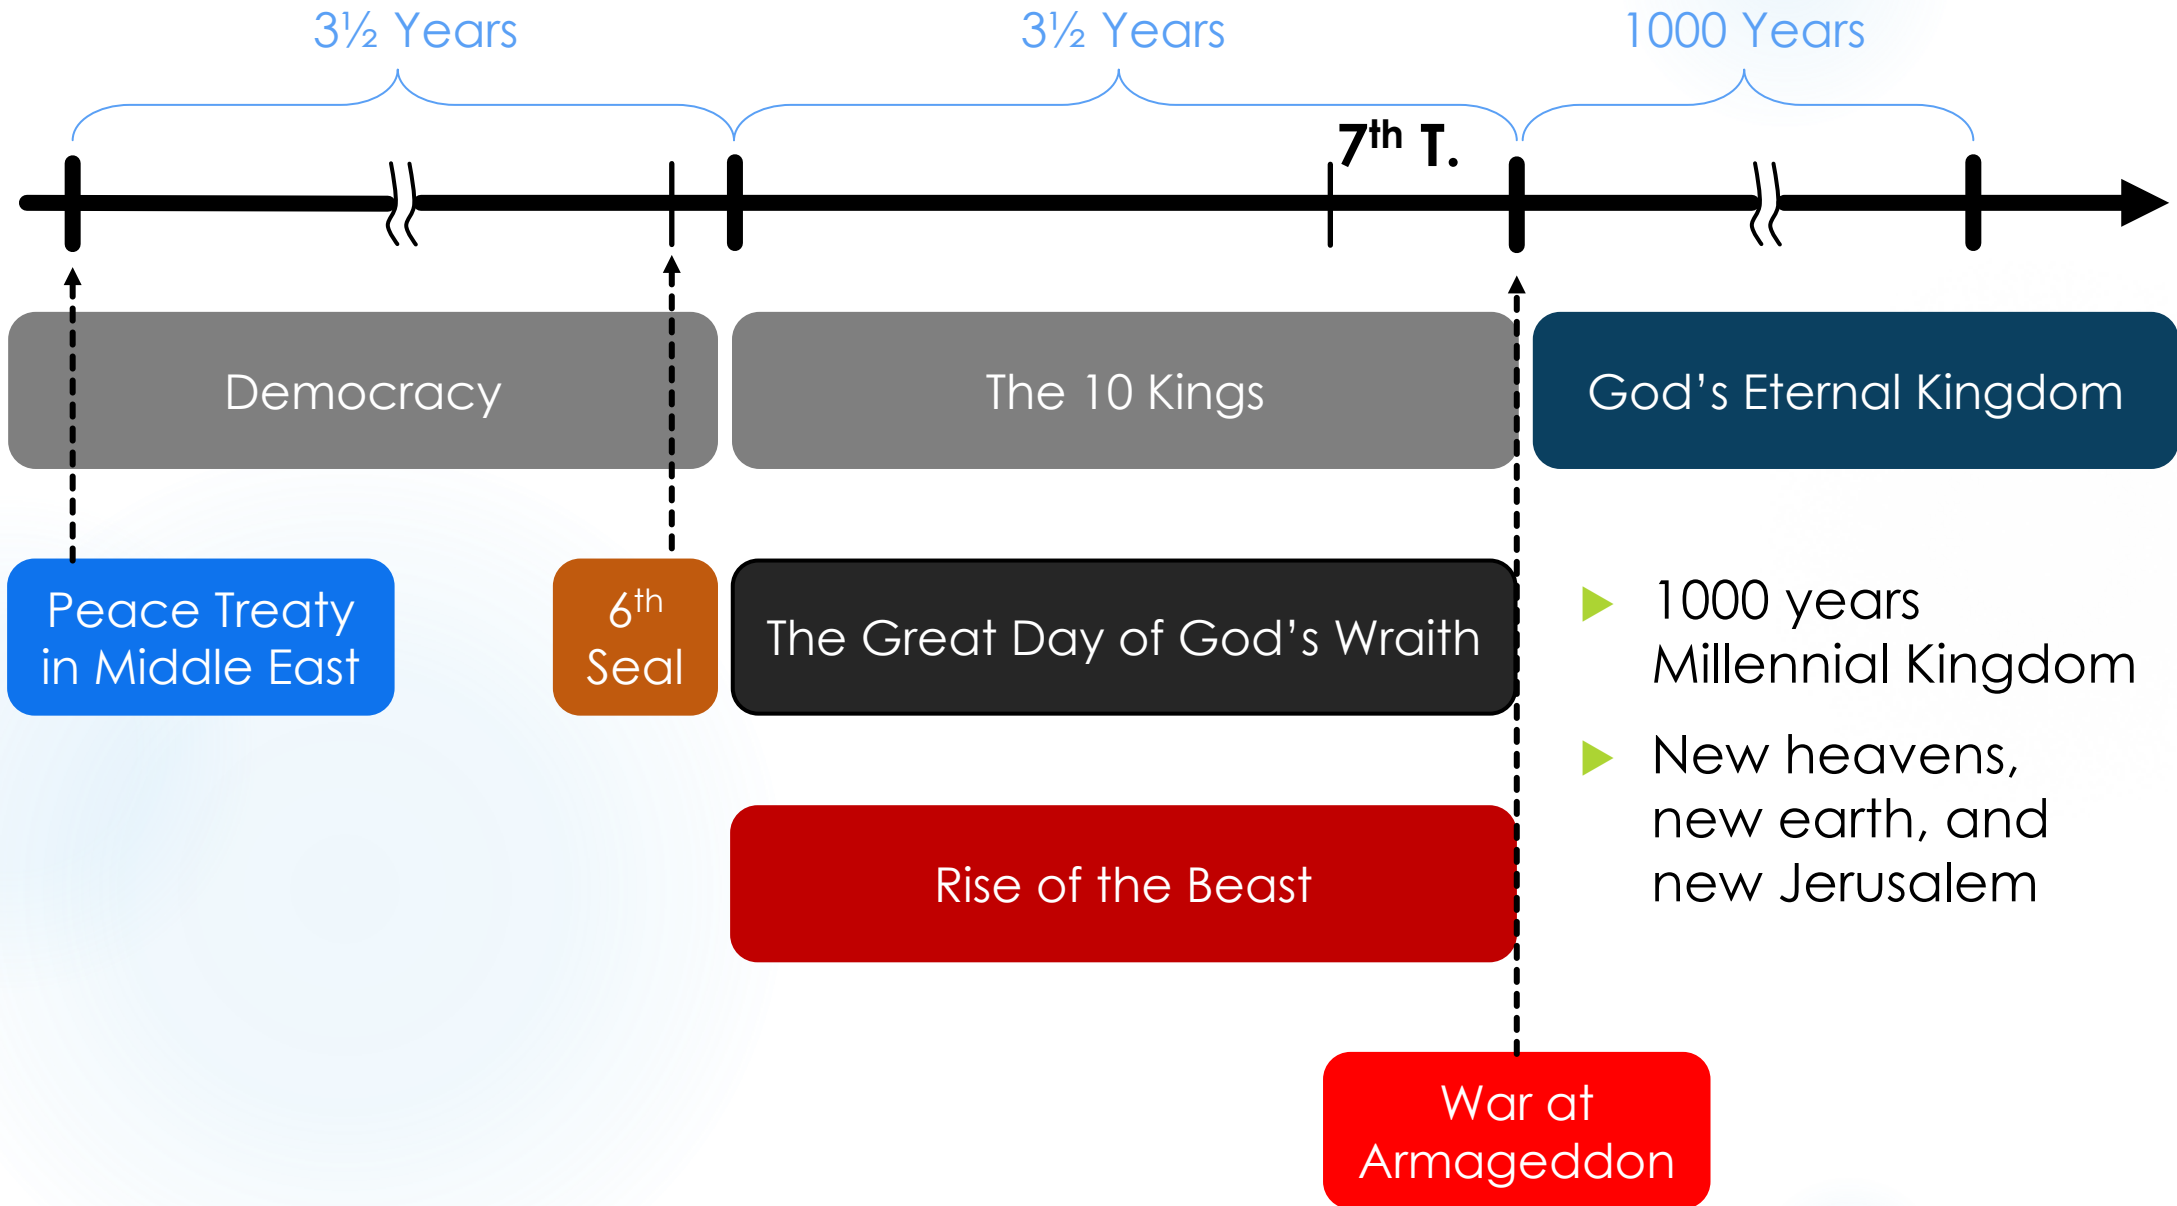 3½ Years
3½ Years
1000 Years
7th T.
Democracy
The 10 Kings
God’s Eternal Kingdom
Peace Treaty
in Middle East
6th
Seal
The Great Day of God’s Wraith
1000 years
Millennial Kingdom
New heavens,
new earth, and
new Jerusalem
Rise of the Beast
War at
Armageddon